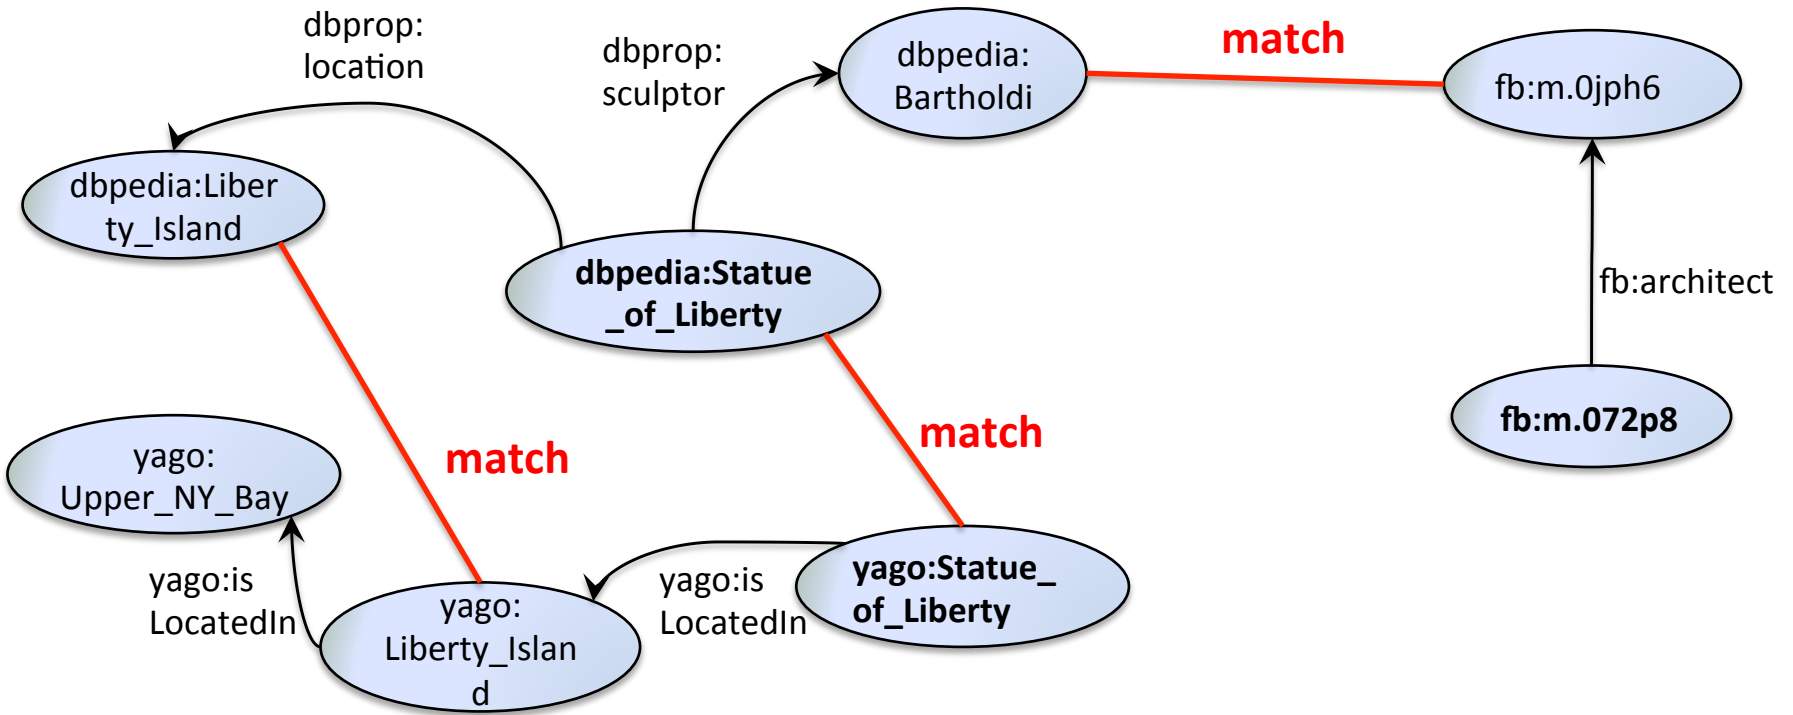 dbprop:
location
dbprop:
sculptor
dbpedia:
Bartholdi
match
fb:m.0jph6
dbpedia:Liber
ty_Island
dbpedia:Statue
_of_Liberty
fb:architect
match
match
fb:m.072p8
yago:
Upper_NY_Bay
yago:is
LocatedIn
yago:
Liberty_Islan
d
yago:is
LocatedIn
yago:Statue_
of_Liberty